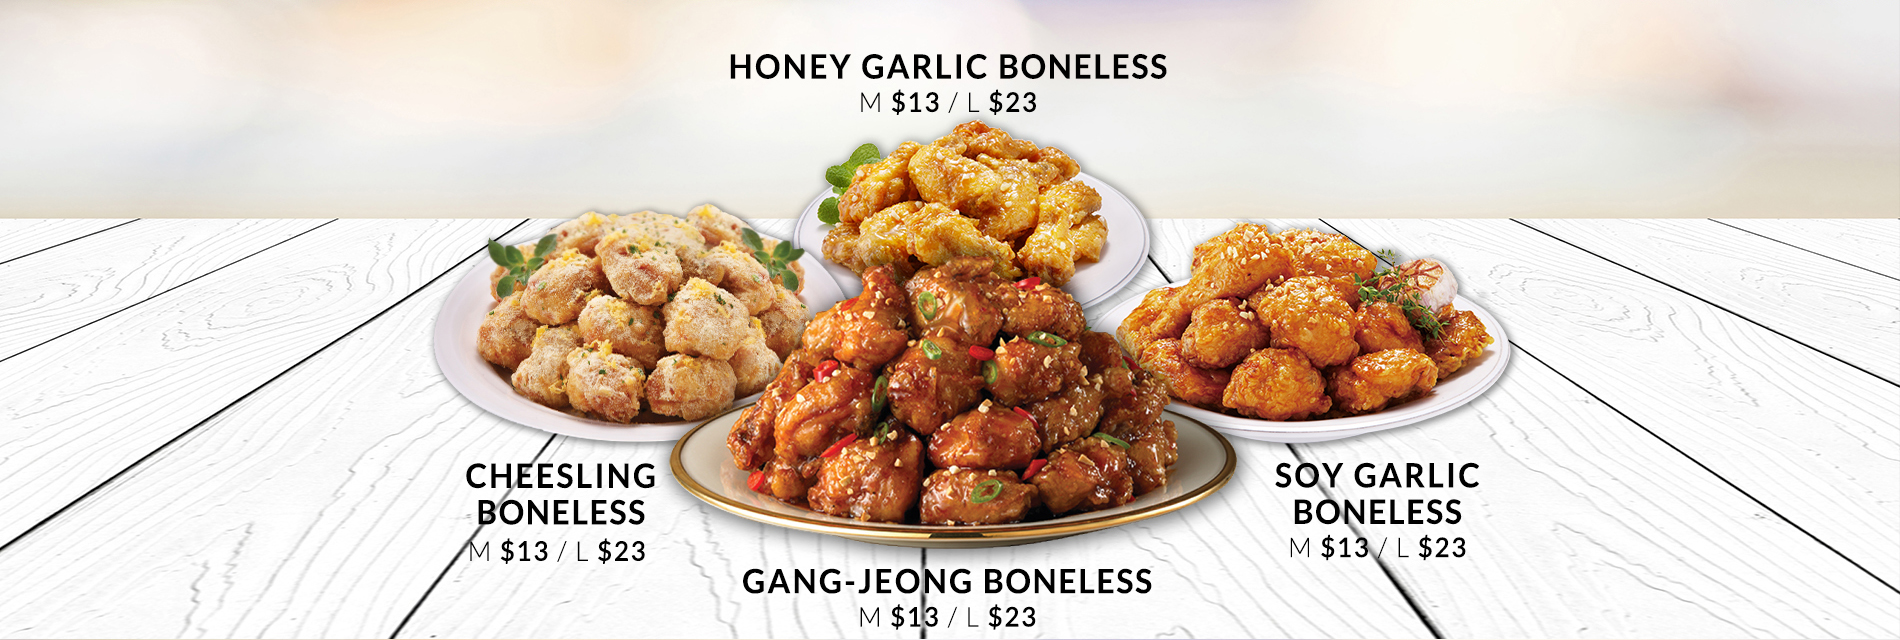 HONEY GARLIC BONELESS
M $13 / L $23
CHEESLING
BONELESS
M $13 / L $23
SOY GARLIC
BONELESS
M $13 / L $23
GANG-JEONG BONELESS
M $13 / L $23